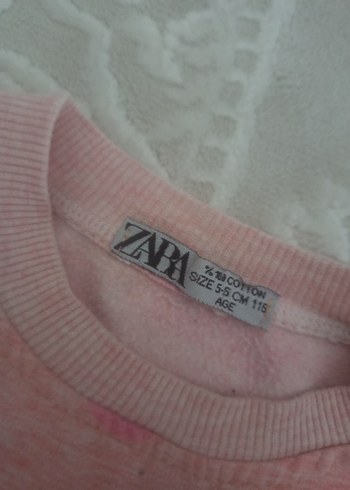 ZARA
% 100 COTTON
SIZE 5-6 CM 116
AGE